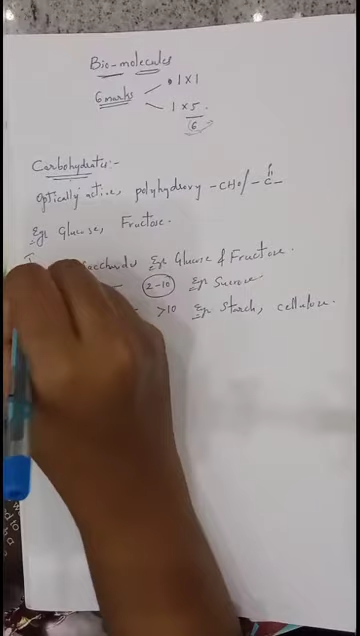 Bio-molecules
• 1 X 1
6 marks
1 X 5
6
Carbohydrates:-
Optically active, polyhydroxy -CHO/ -C-
Eg: Glucose, Fructose.
Eg: Glucose & Fructose.
2-10 Eg: Sucrose
>10 Eg: Starch, cellulose.